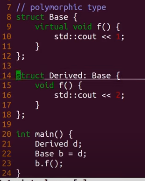 7 // polymorphic type
8 struct Base {
9 virtual void f() {
10 std::cout << 1;
11 }
12 };
13
14 struct Derived: Base {
15 void f() {
16 std::cout << 2;
17 }
18 };
19
20 int main() {
21 Derived d;
22 Base b = d;
23 b.f();
24 }